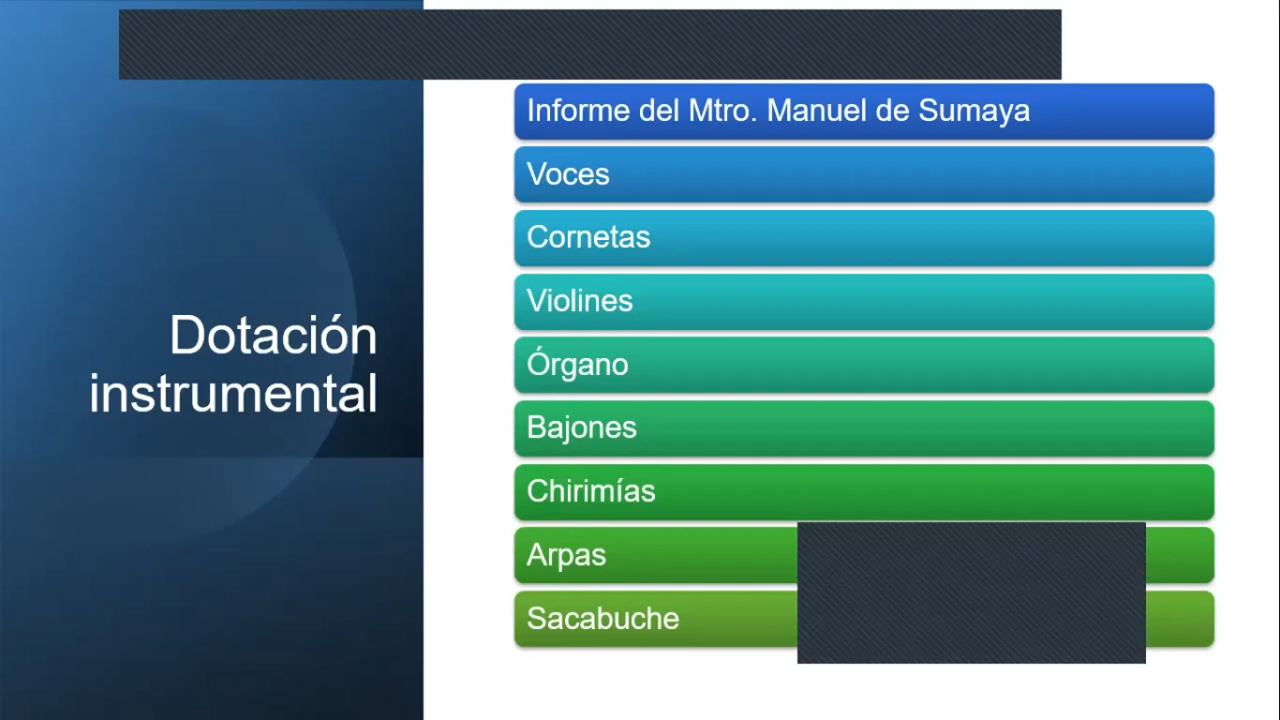 Dotación
instrumental
Informe del Mtro. Manuel de Sumaya
Voces
Cornetas
Violines
Órgano
Bajones
Chirimías
Arpas
Sacabuche